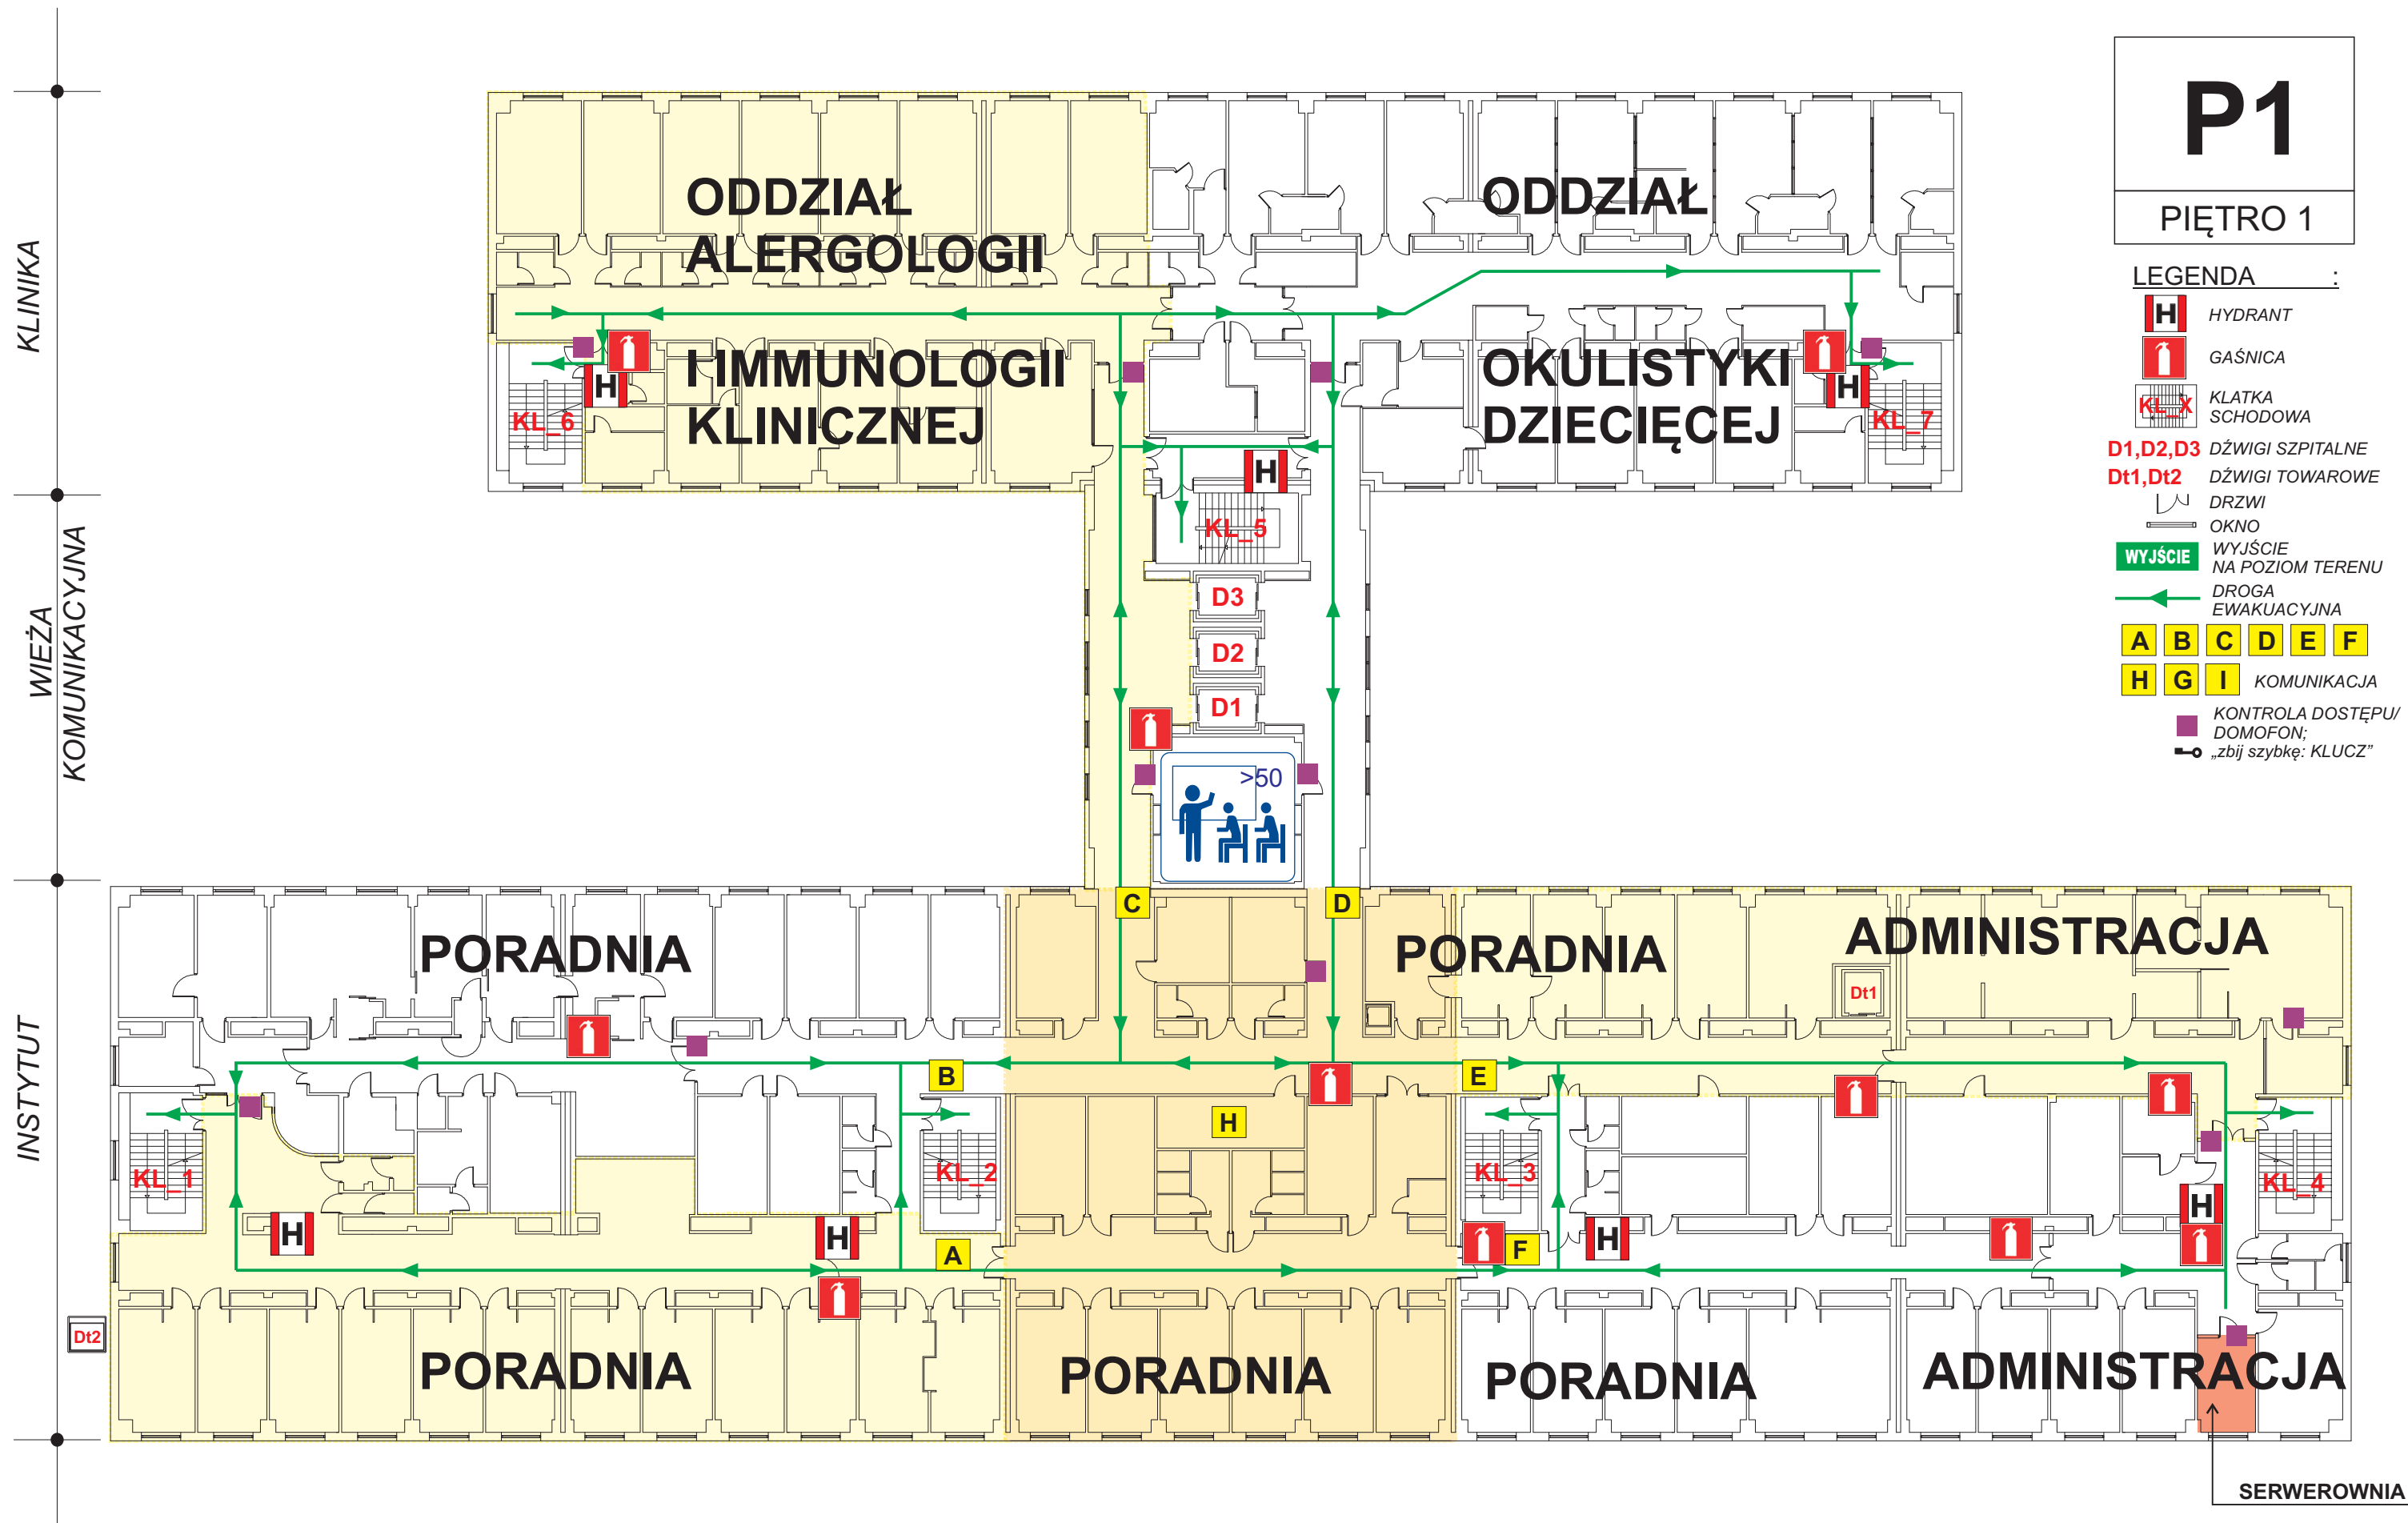 P1
PIĘTRO 1
LEGENDA :
H HYDRANT
GAŚNICA
KL_X KLATKA
SCHODOWA
D1,D2,D3 DŹWIGI SZPITALNE
Dt1,Dt2 DŹWIGI TOWAROWE
DRZWI
OKNO
WYJŚCIE WYJŚCIE
NA POZIOM TERENU
DROGA
EWAKUACYJNA
A B C D E F
H G I KOMUNIKACJA
KONTROLA DOSTĘPU/
DOMOFON;
„zbij szybkę: KLUCZ”
KLINIKA
WIEŻA
KOMUNIKACYJNA
INSTYTUT
ODDZIAŁ
ALERGOLOGII
I IMMUNOLOGII
KLINICZNEJ
ODDZIAŁ
OKULISTYKI
DZIECIĘCEJ
H
KL_6
H
KL_7
H
KL_5
D3
D2
D1
>50
C
D
PORADNIA
PORADNIA
ADMINISTRACJA
Dt1
B
E
H
KL_1
KL_2
KL_3
KL_4
H
H
H
H
A
F
Dt2
PORADNIA
PORADNIA
PORADNIA
ADMINISTRACJA
SERWEROWNIA